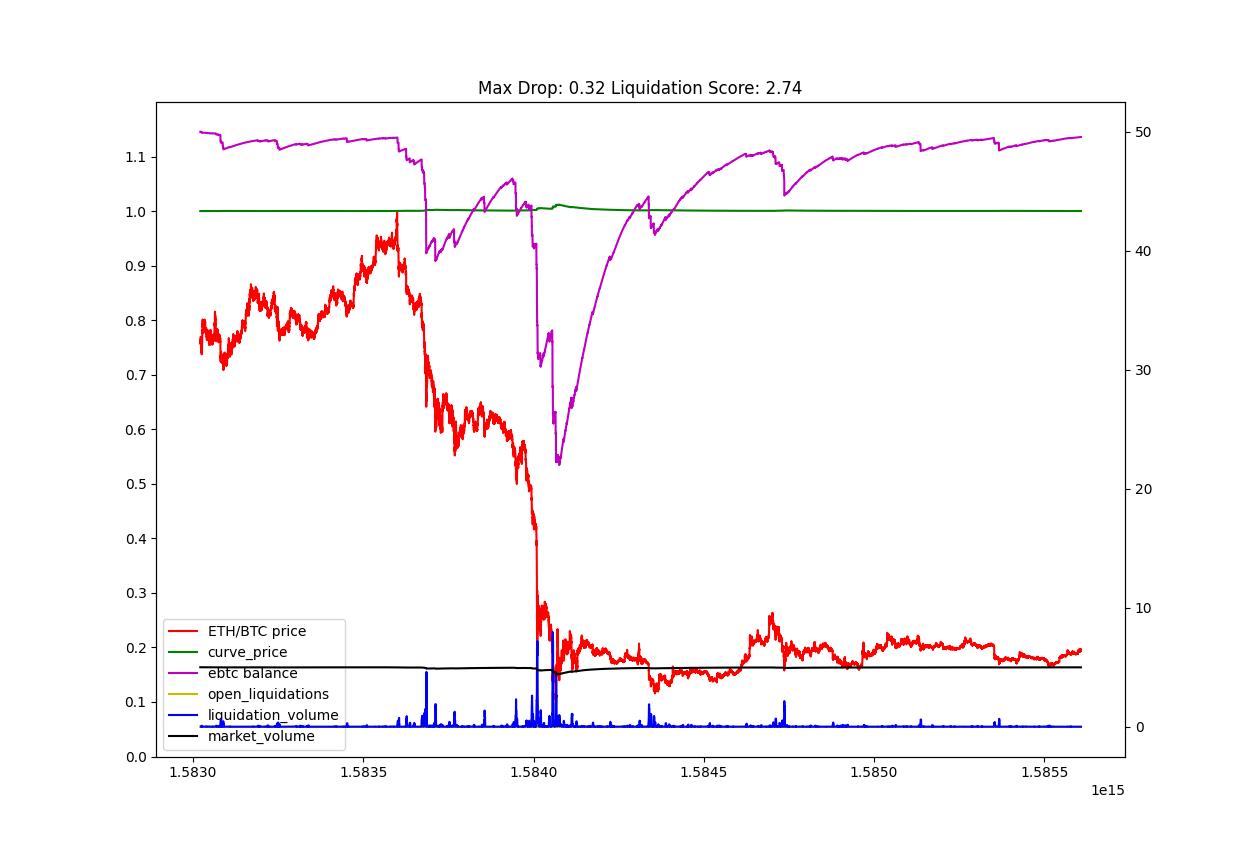 Max Drop: 0.32 Liquidation Score: 2.74
1.1
1.0
0.9
0.8
0.7
0.6
0.5
0.4
0.3
0.2
0.1
0.0
50
40
30
20
10
0
ETH/BTC price
curve_price
ebtc balance
open_liquidations
liquidation_volume
market_volume
1.5830 1.5835 1.5840 1.5845 1.5850 1.5855
1e15